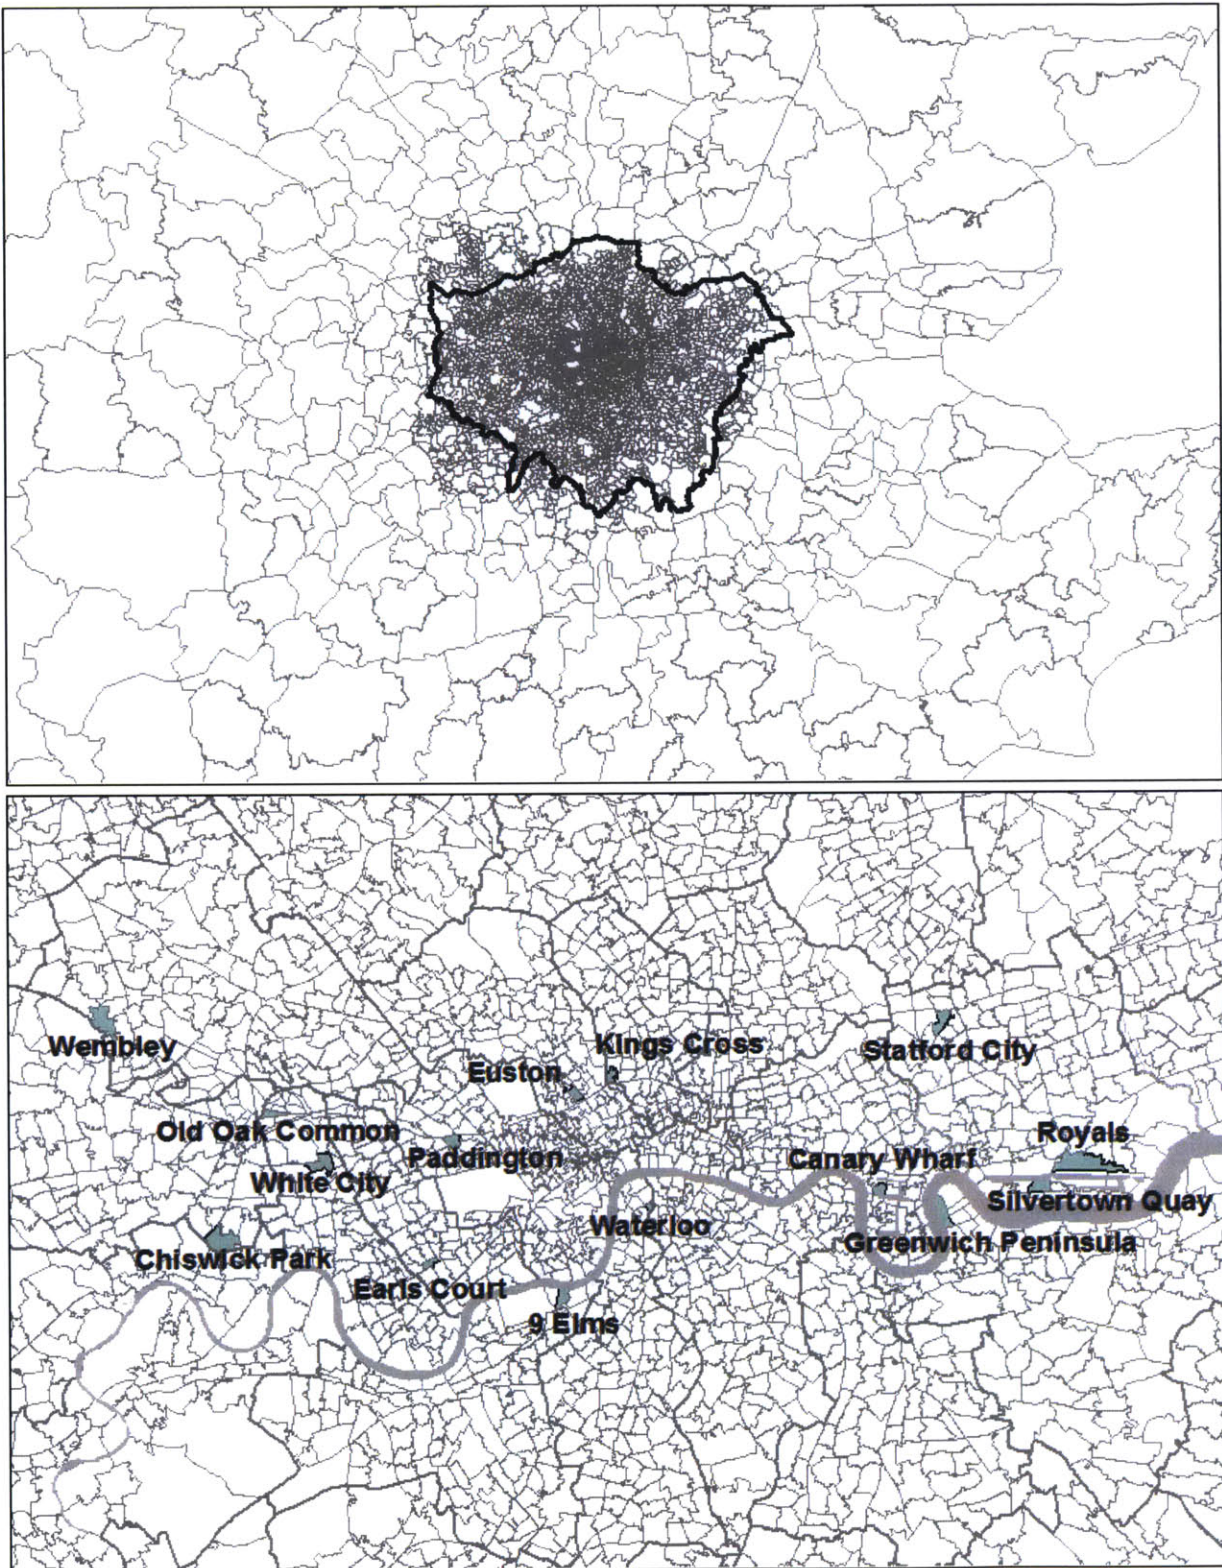 Kings Cross
Wembley
Statford City
Euston
Old Oak Common
Royals
Paddington
Canary Wharf
White City
Silvertown Quay
Waterloo
Greenwich Peninsula
Chiswick Park
Earls Court
9 Elms